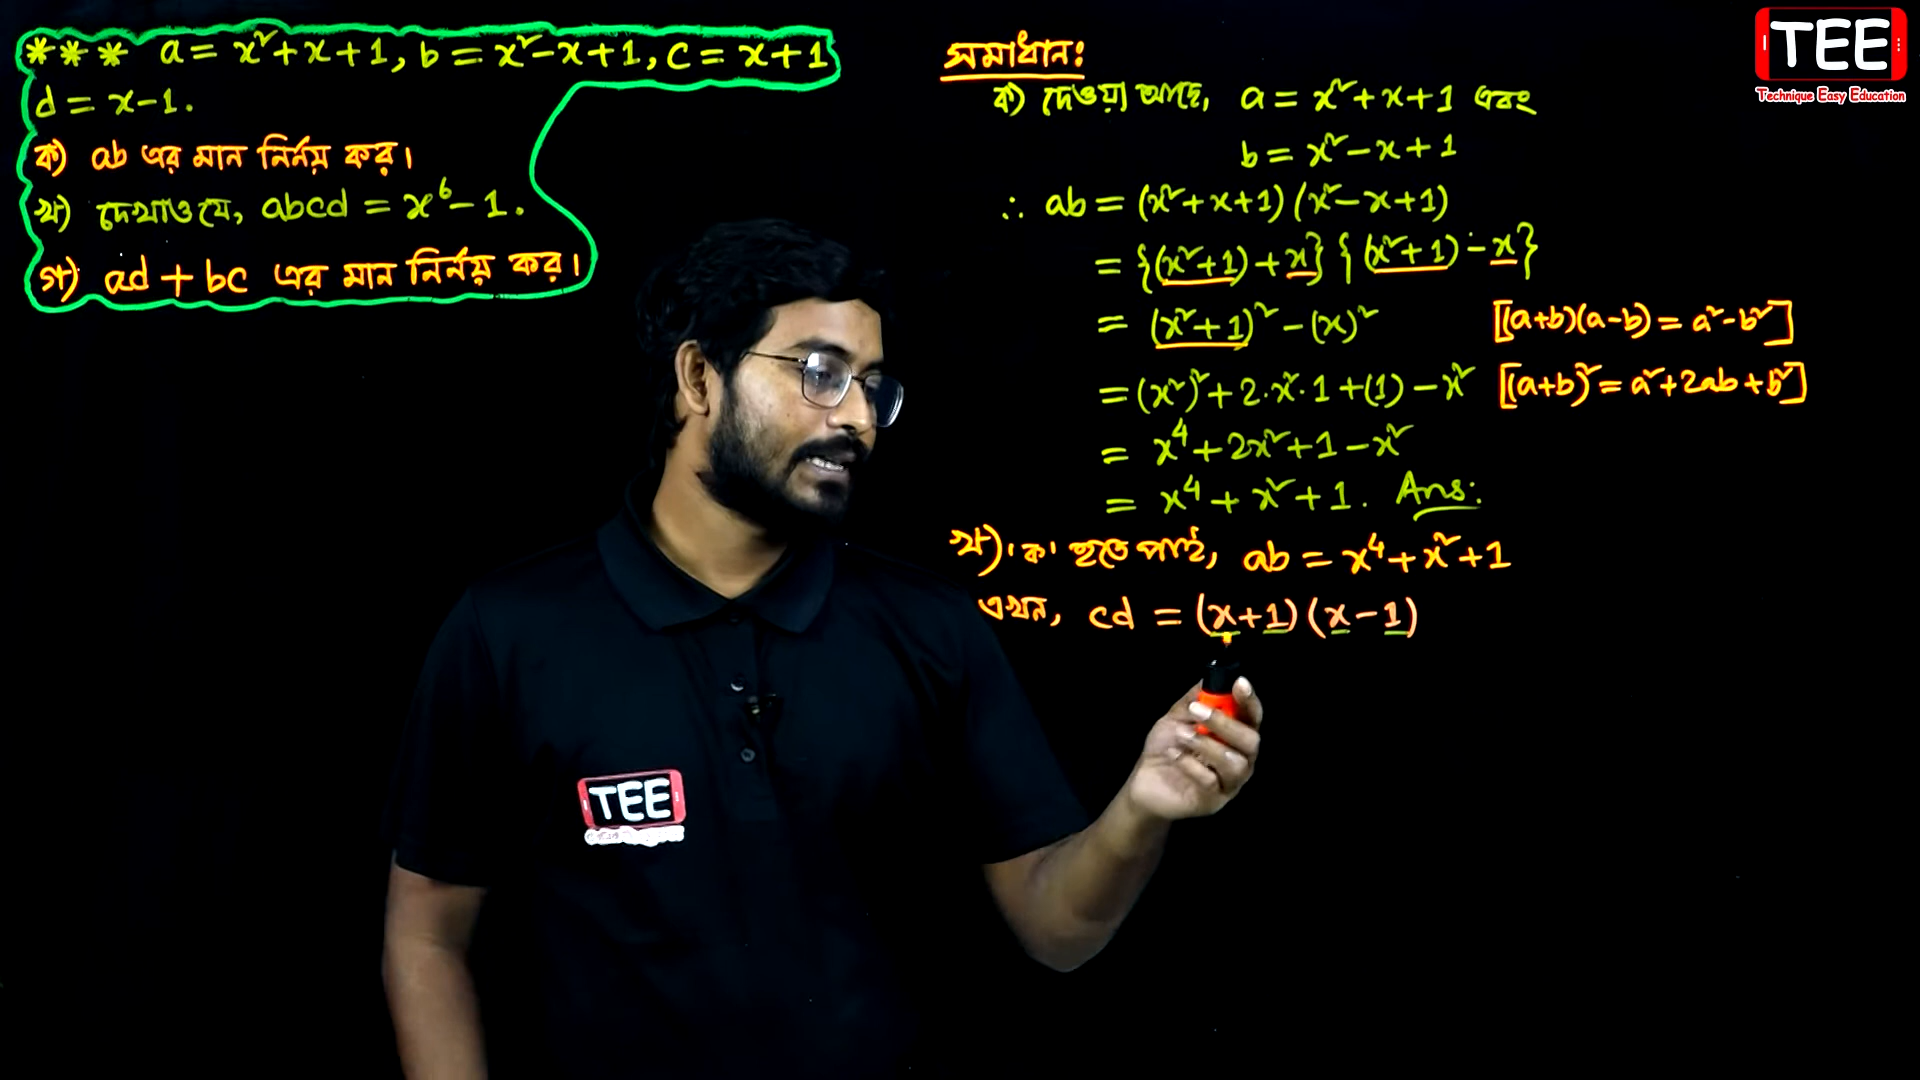 *** a = x²+x+1, b = x²-x+1, c = x+1
d = x-1.
ক) ab এর মান নির্নয় কর।
খ) দেখাও যে, abcd = x⁶-1.
গ) ad + bc এর মান নির্নয় কর।
সমাধান:
ক) দেওয়া আছে, a = x²+x+1 এবং
b = x²-x+1
∴ ab = (x²+x+1)(x²-x+1)
= {(x²+1)+x}{(x²+1)-x}
= (x²+1)²-(x)² [(a+b)(a-b) = a²-b²]
= (x²)²+2·x²·1+(1)-x² [(a+b)² = a²+2ab+b²]
= x⁴+2x²+1-x²
= x⁴+x²+1. Ans:
খ) 'ক' হতে পাই, ab = x⁴+x²+1
এখন, cd = (x+1)(x-1)
TEE
Technique Easy Education
TEE